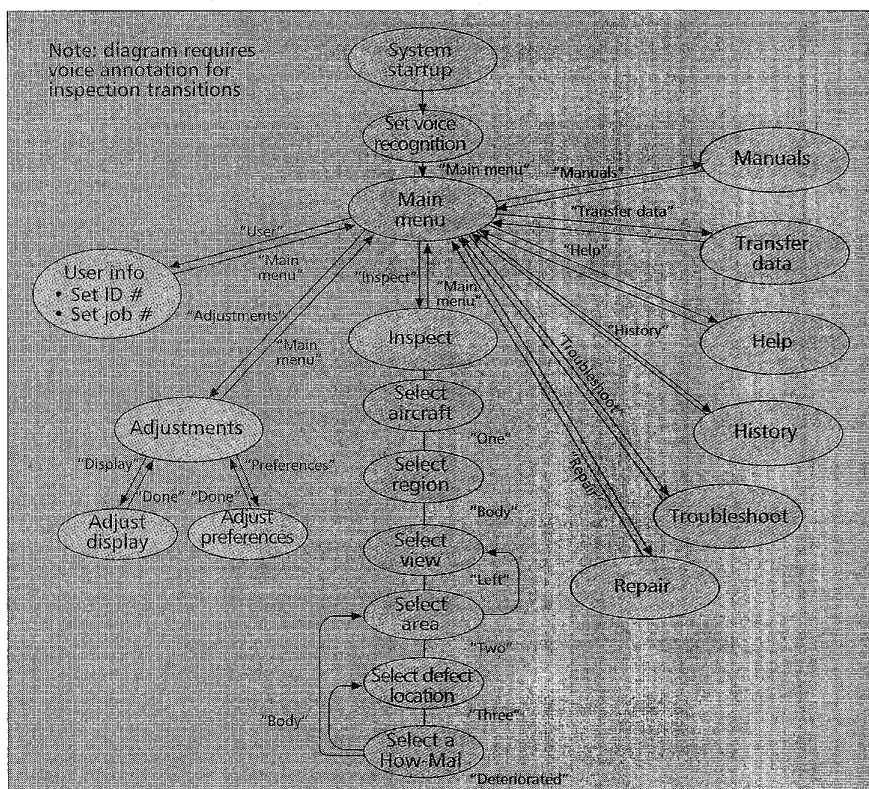 Note: diagram requires
voice annotation for
inspection transitions
System
startup
Set voice
recognition
"Main menu"
Main
menu
"Manuals"
Manuals
"Transfer data"
Transfer
data
"Help"
Help
"History"
History
"Troubleshoot"
Troubleshoot
"Repair"
Repair
"User"
"Main
menu"
User info
• Set ID #
• Set job #
"Adjustments"
"Main
menu"
Adjustments
"Display"
"Done"
"Done"
"Preferences"
Adjust
display
Adjust
preferences
"Inspect"
"Main
menu"
Inspect
Select
aircraft
"One"
Select
region
"Body"
Select
view
"Left"
Select
area
"Two"
Select defect
location
"Body"
"Three"
Select a
How-Mal
"Deteriorated"